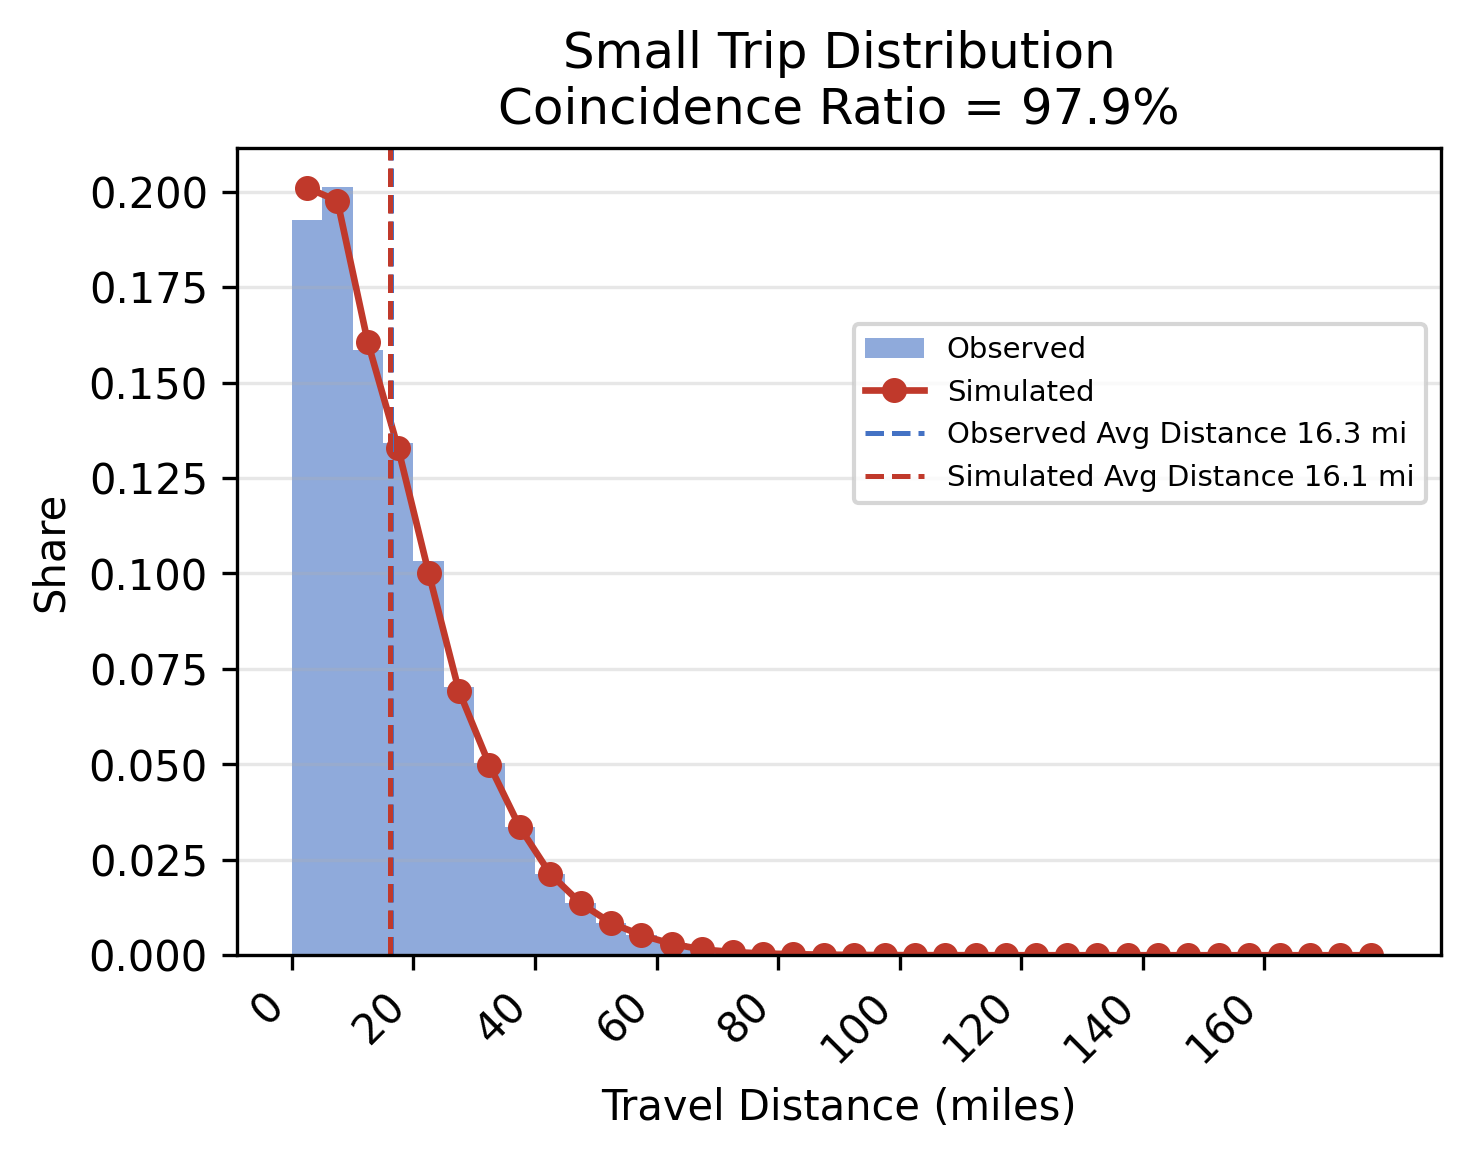 Small Trip Distribution
Coincidence Ratio = 97.9%
0.200
0.175
0.150
0.125
0.100
0.075
0.050
0.025
0.000
Share
Observed
Simulated
Observed Avg Distance 16.3 mi
Simulated Avg Distance 16.1 mi
0 20 40 60 80 100 120 140 160
Travel Distance (miles)